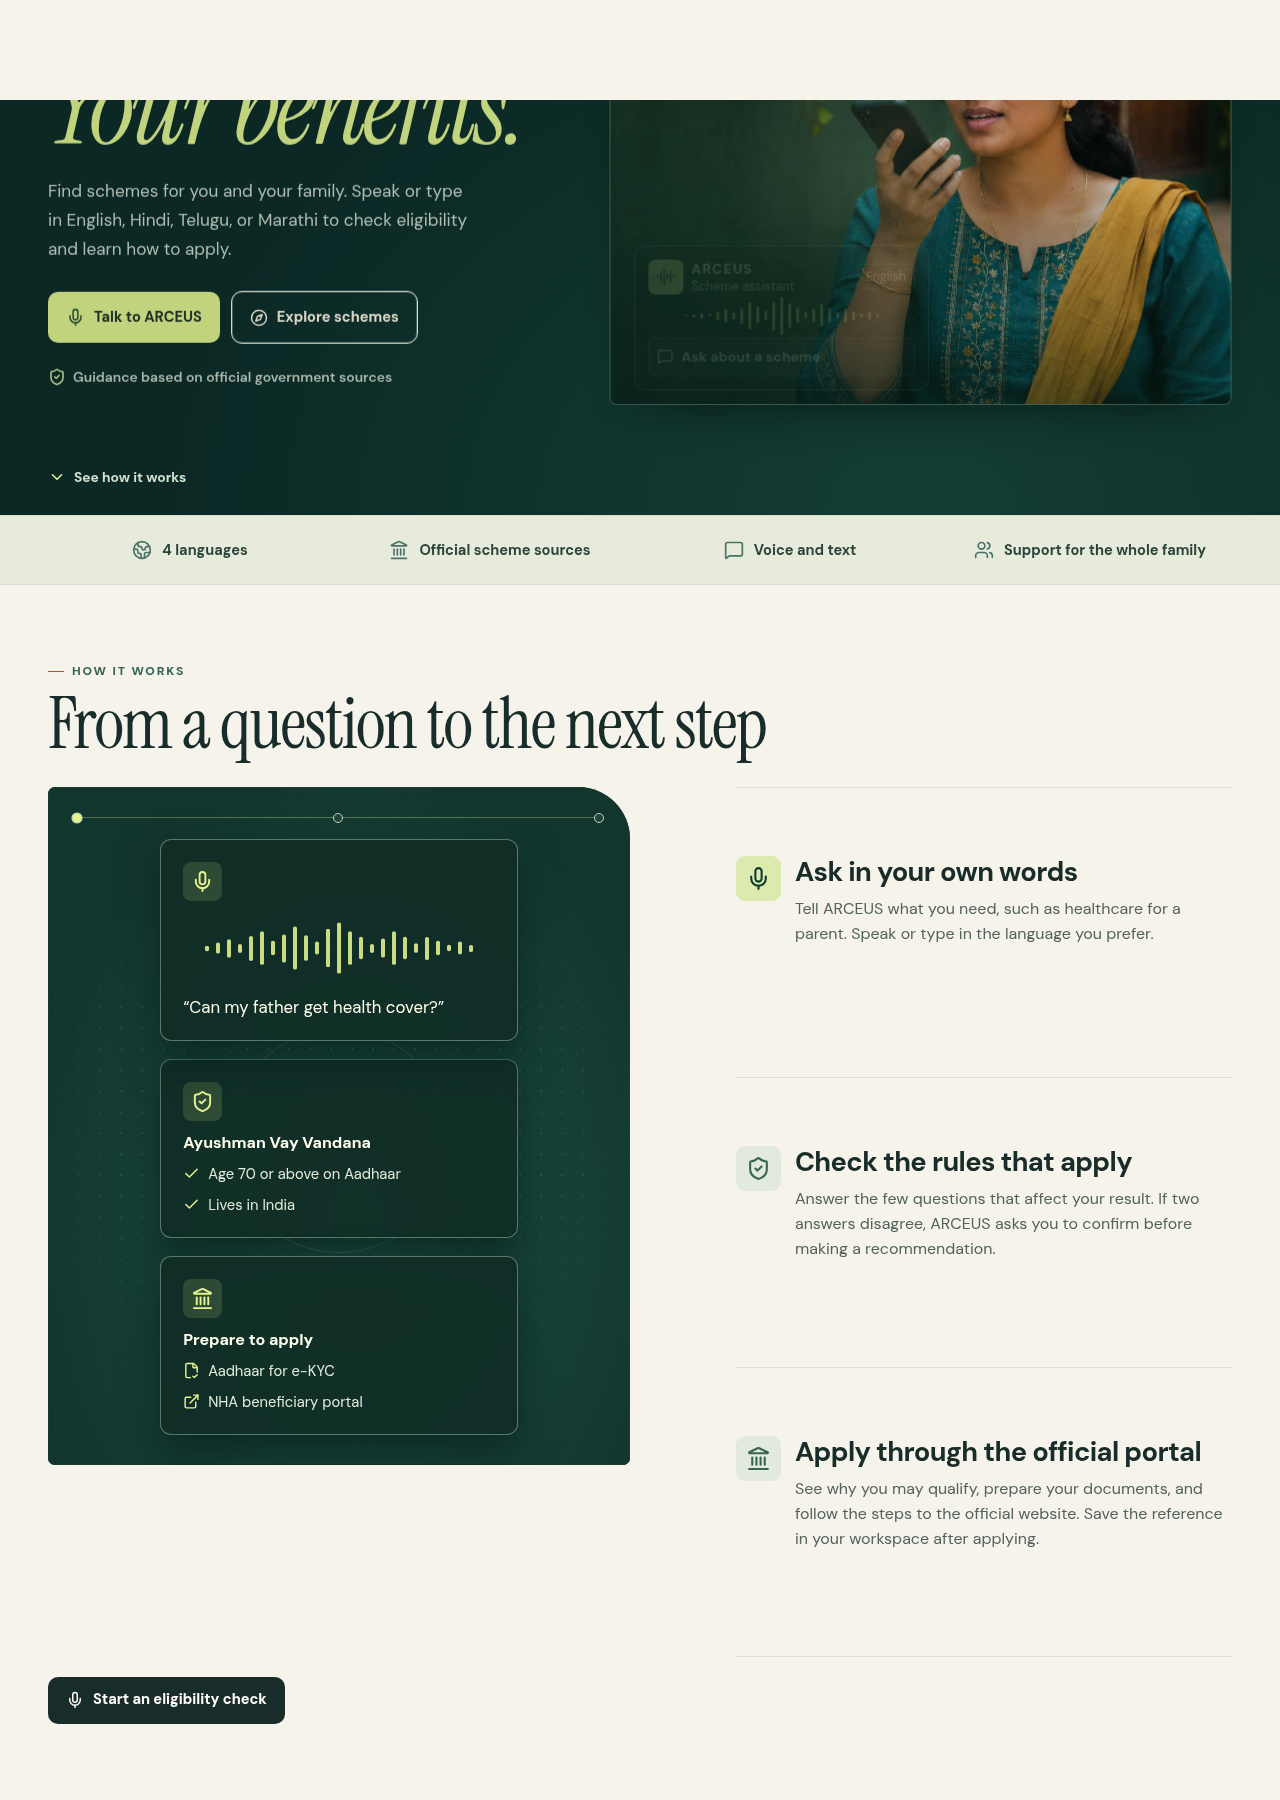 Your benefits.
Find schemes for you and your family. Speak or type
in English, Hindi, Telugu, or Marathi to check eligibility
and learn how to apply.
Talk to ARCEUS
Explore schemes
Guidance based on official government sources
ARCEUS
Scheme assistant
English
Ask about a scheme
See how it works
4 languages
Official scheme sources
Voice and text
Support for the whole family
HOW IT WORKS
From a question to the next step
“Can my father get health cover?”
Ayushman Vay Vandana
Age 70 or above on Aadhaar
Lives in India
Prepare to apply
Aadhaar for e-KYC
NHA beneficiary portal
Ask in your own words
Tell ARCEUS what you need, such as healthcare for a
parent. Speak or type in the language you prefer.
Check the rules that apply
Answer the few questions that affect your result. If two
answers disagree, ARCEUS asks you to confirm before
making a recommendation.
Apply through the official portal
See why you may qualify, prepare your documents, and
follow the steps to the official website. Save the reference
in your workspace after applying.
Start an eligibility check